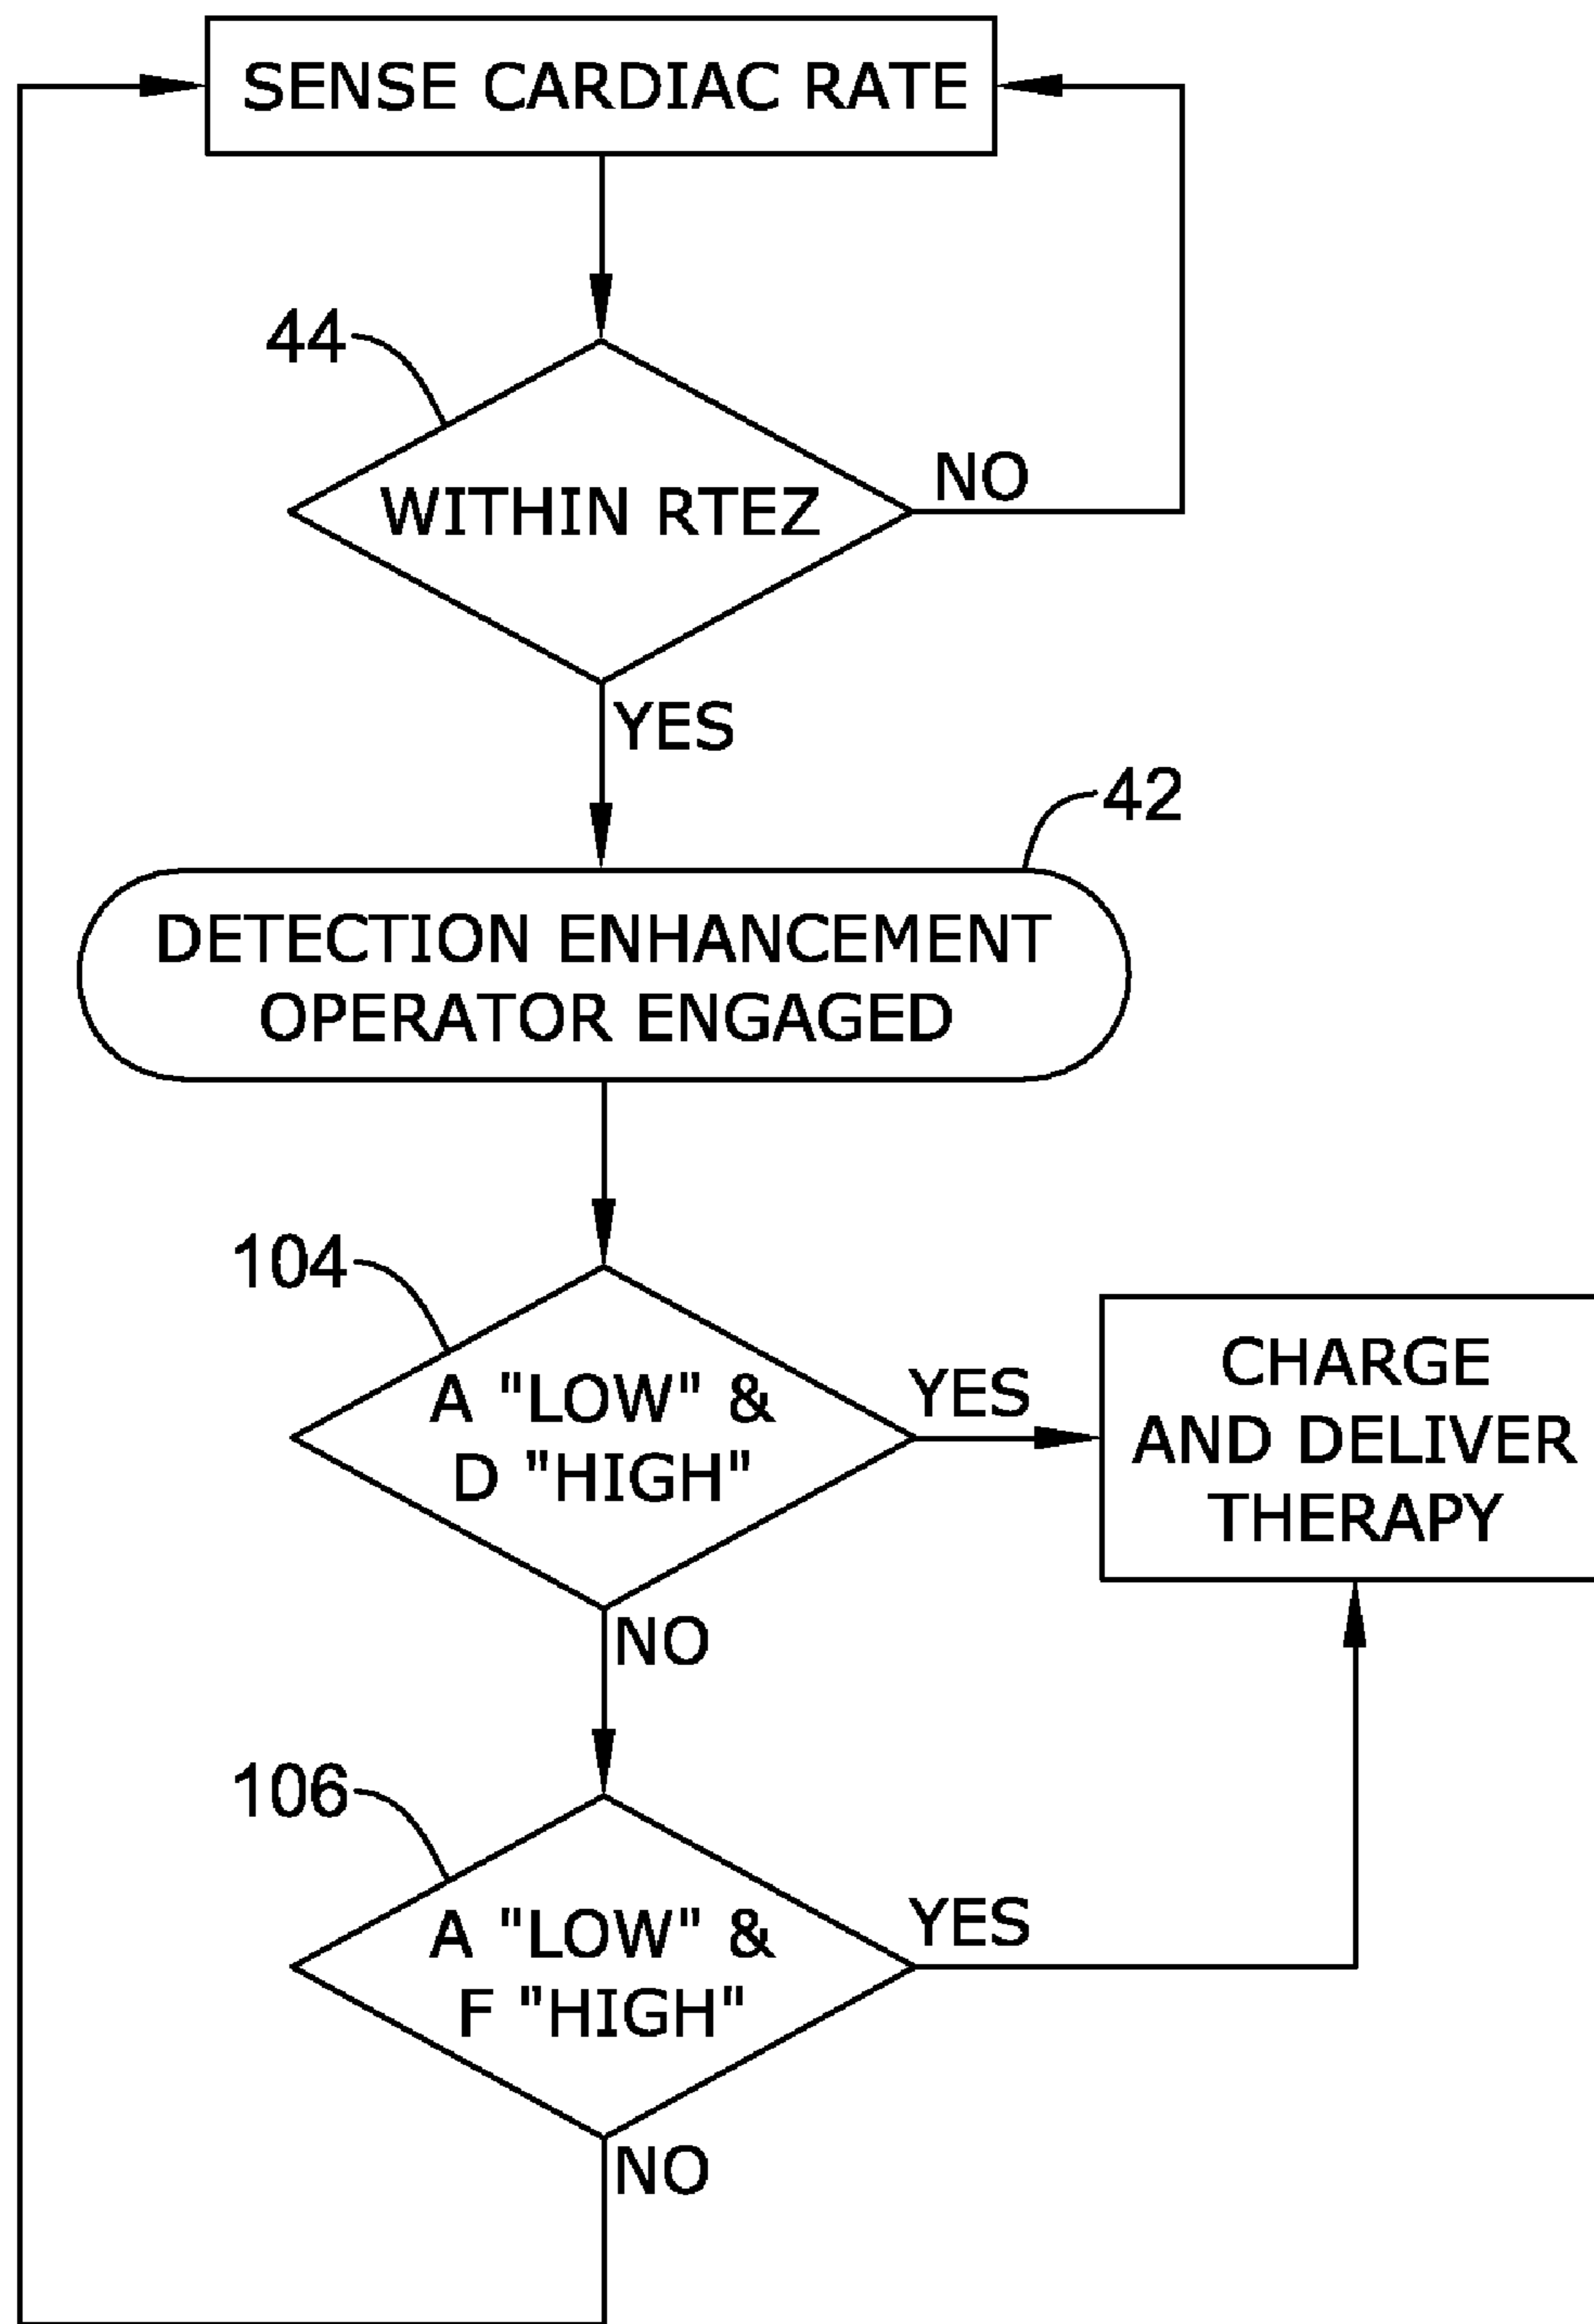 SENSE CARDIAC RATE
44
WITHIN RTEZ
NO
YES
42
DETECTION ENHANCEMENT
OPERATOR ENGAGED
104
A "LOW" &
D "HIGH"
YES
CHARGE
AND DELIVER
THERAPY
NO
106
A "LOW" &
F "HIGH"
YES
NO